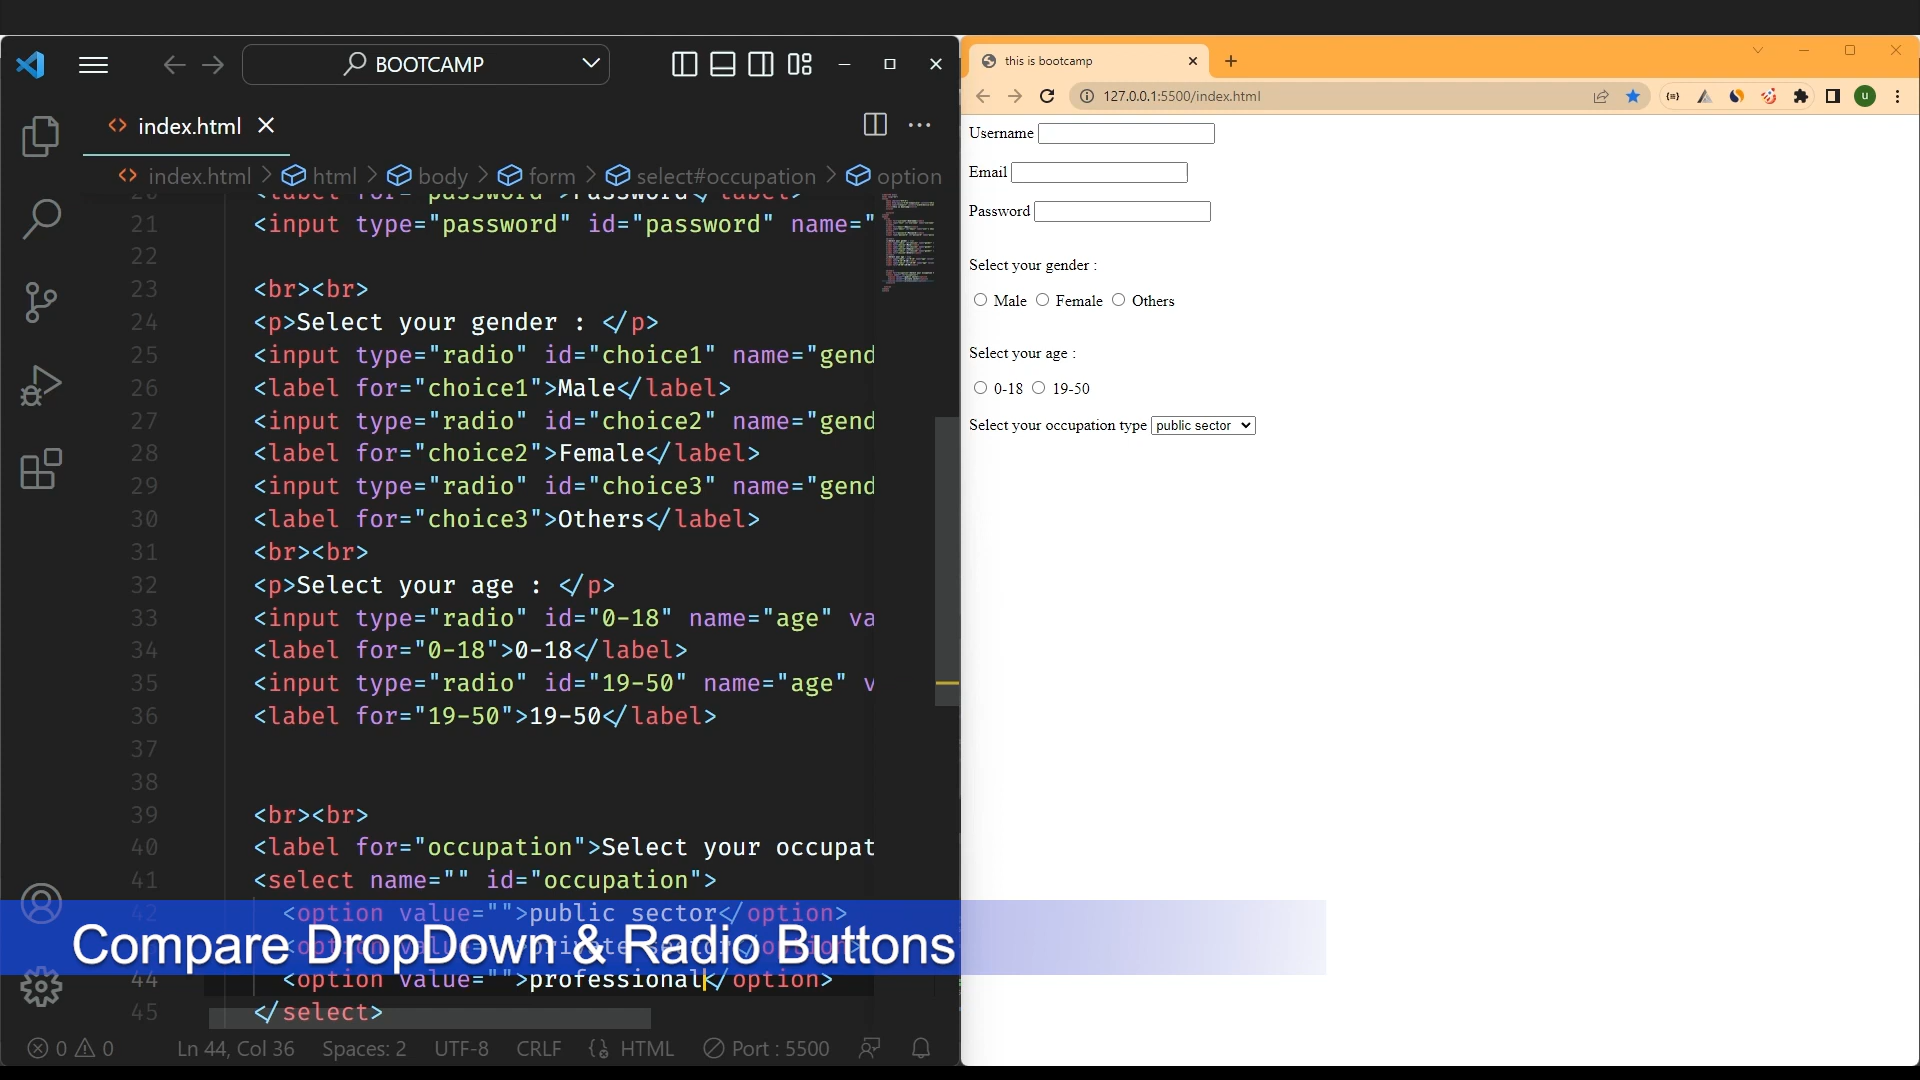 BOOTCAMP
index.html
index.html > html > body > form > select#occupation > option
20 <label for="password">Password</label>
21 <input type="password" id="password" name="
22
23 <br><br>
24 <p>Select your gender : </p>
25 <input type="radio" id="choice1" name="gend
26 <label for="choice1">Male</label>
27 <input type="radio" id="choice2" name="gend
28 <label for="choice2">Female</label>
29 <input type="radio" id="choice3" name="gend
30 <label for="choice3">Others</label>
31 <br><br>
32 <p>Select your age : </p>
33 <input type="radio" id="0-18" name="age" va
34 <label for="0-18">0-18</label>
35 <input type="radio" id="19-50" name="age" v
36 <label for="19-50">19-50</label>
37
38
39 <br><br>
40 <label for="occupation">Select your occupat
41 <select name="" id="occupation">
42 <option value="">public sector</option>
Compare DropDown & Radio Buttons
44 <option value="">professional</option>
45 </select>
0 0 Ln 44, Col 36 Spaces: 2 UTF-8 CRLF HTML Port : 5500
this is bootcamp
127.0.0.1:5500/index.html
U
Username
Email
Password
Select your gender :
Male Female Others
Select your age :
0-18 19-50
Select your occupation type public sector